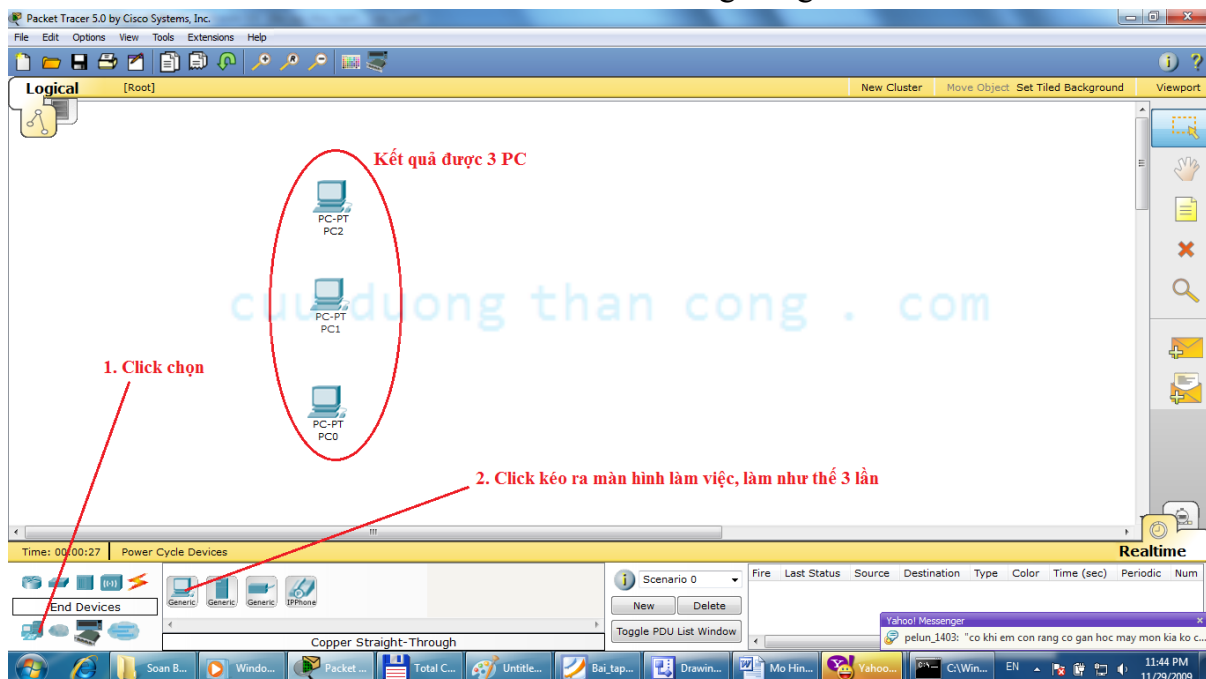 Packet Tracer 5.0 by Cisco Systems, Inc.
File Edit Options View Tools Extensions Help
Logical [Root] New Cluster Move Object Set Tiled Background Viewport
Kết quả được 3 PC
PC-PT
PC2
cuu duong than cong . com
PC-PT
PC1
1. Click chọn
PC-PT
PC0
2. Click kéo ra màn hình làm việc, làm như thế 3 lần
Time: 00:00:27 Power Cycle Devices Realtime
End Devices
Generic Generic Generic IPPhone
Copper Straight-Through
Scenario 0
New Delete
Toggle PDU List Window
Fire Last Status Source Destination Type Color Time (sec) Periodic Num
Yahoo! Messenger
pelun_1403: "co khi em con rang co gan hoc may mon kia ko c...
Soan B... Windo... Packet ... Total C... Untitle... Bai_tap... Drawin... Mo Hin... Yahoo... C:\Win... EN 11:44 PM
11/29/2009